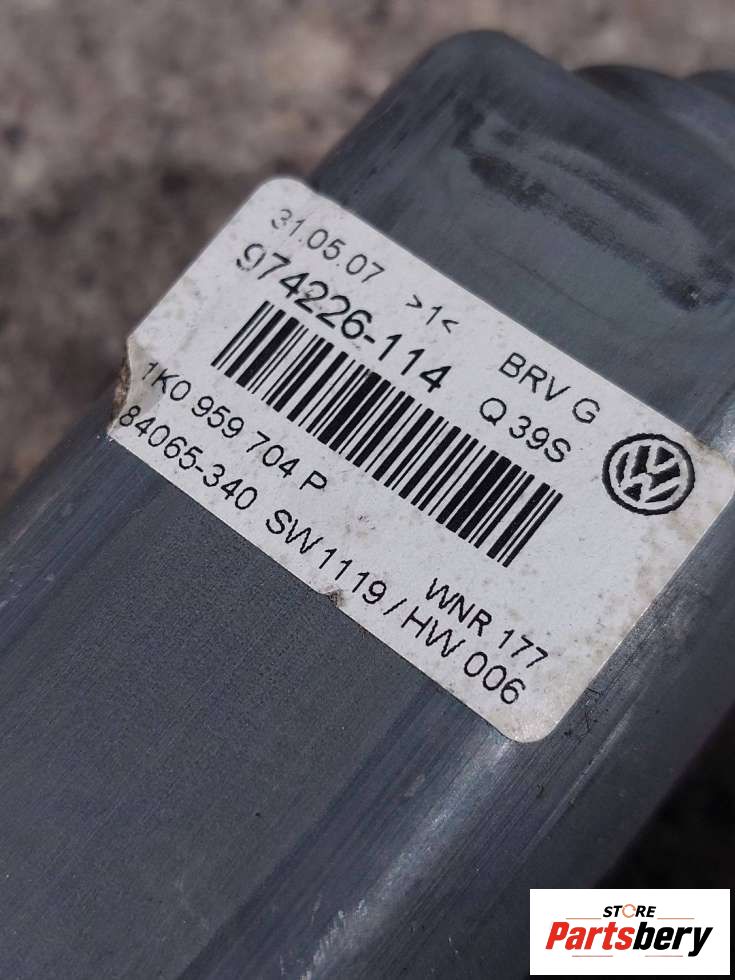 31.05.07 >1< BRV G
974226-114 Q 39S
1K0 959 704 P WNR 177
84065-340 SW 1119 / HW 006
STORE
Partsbery